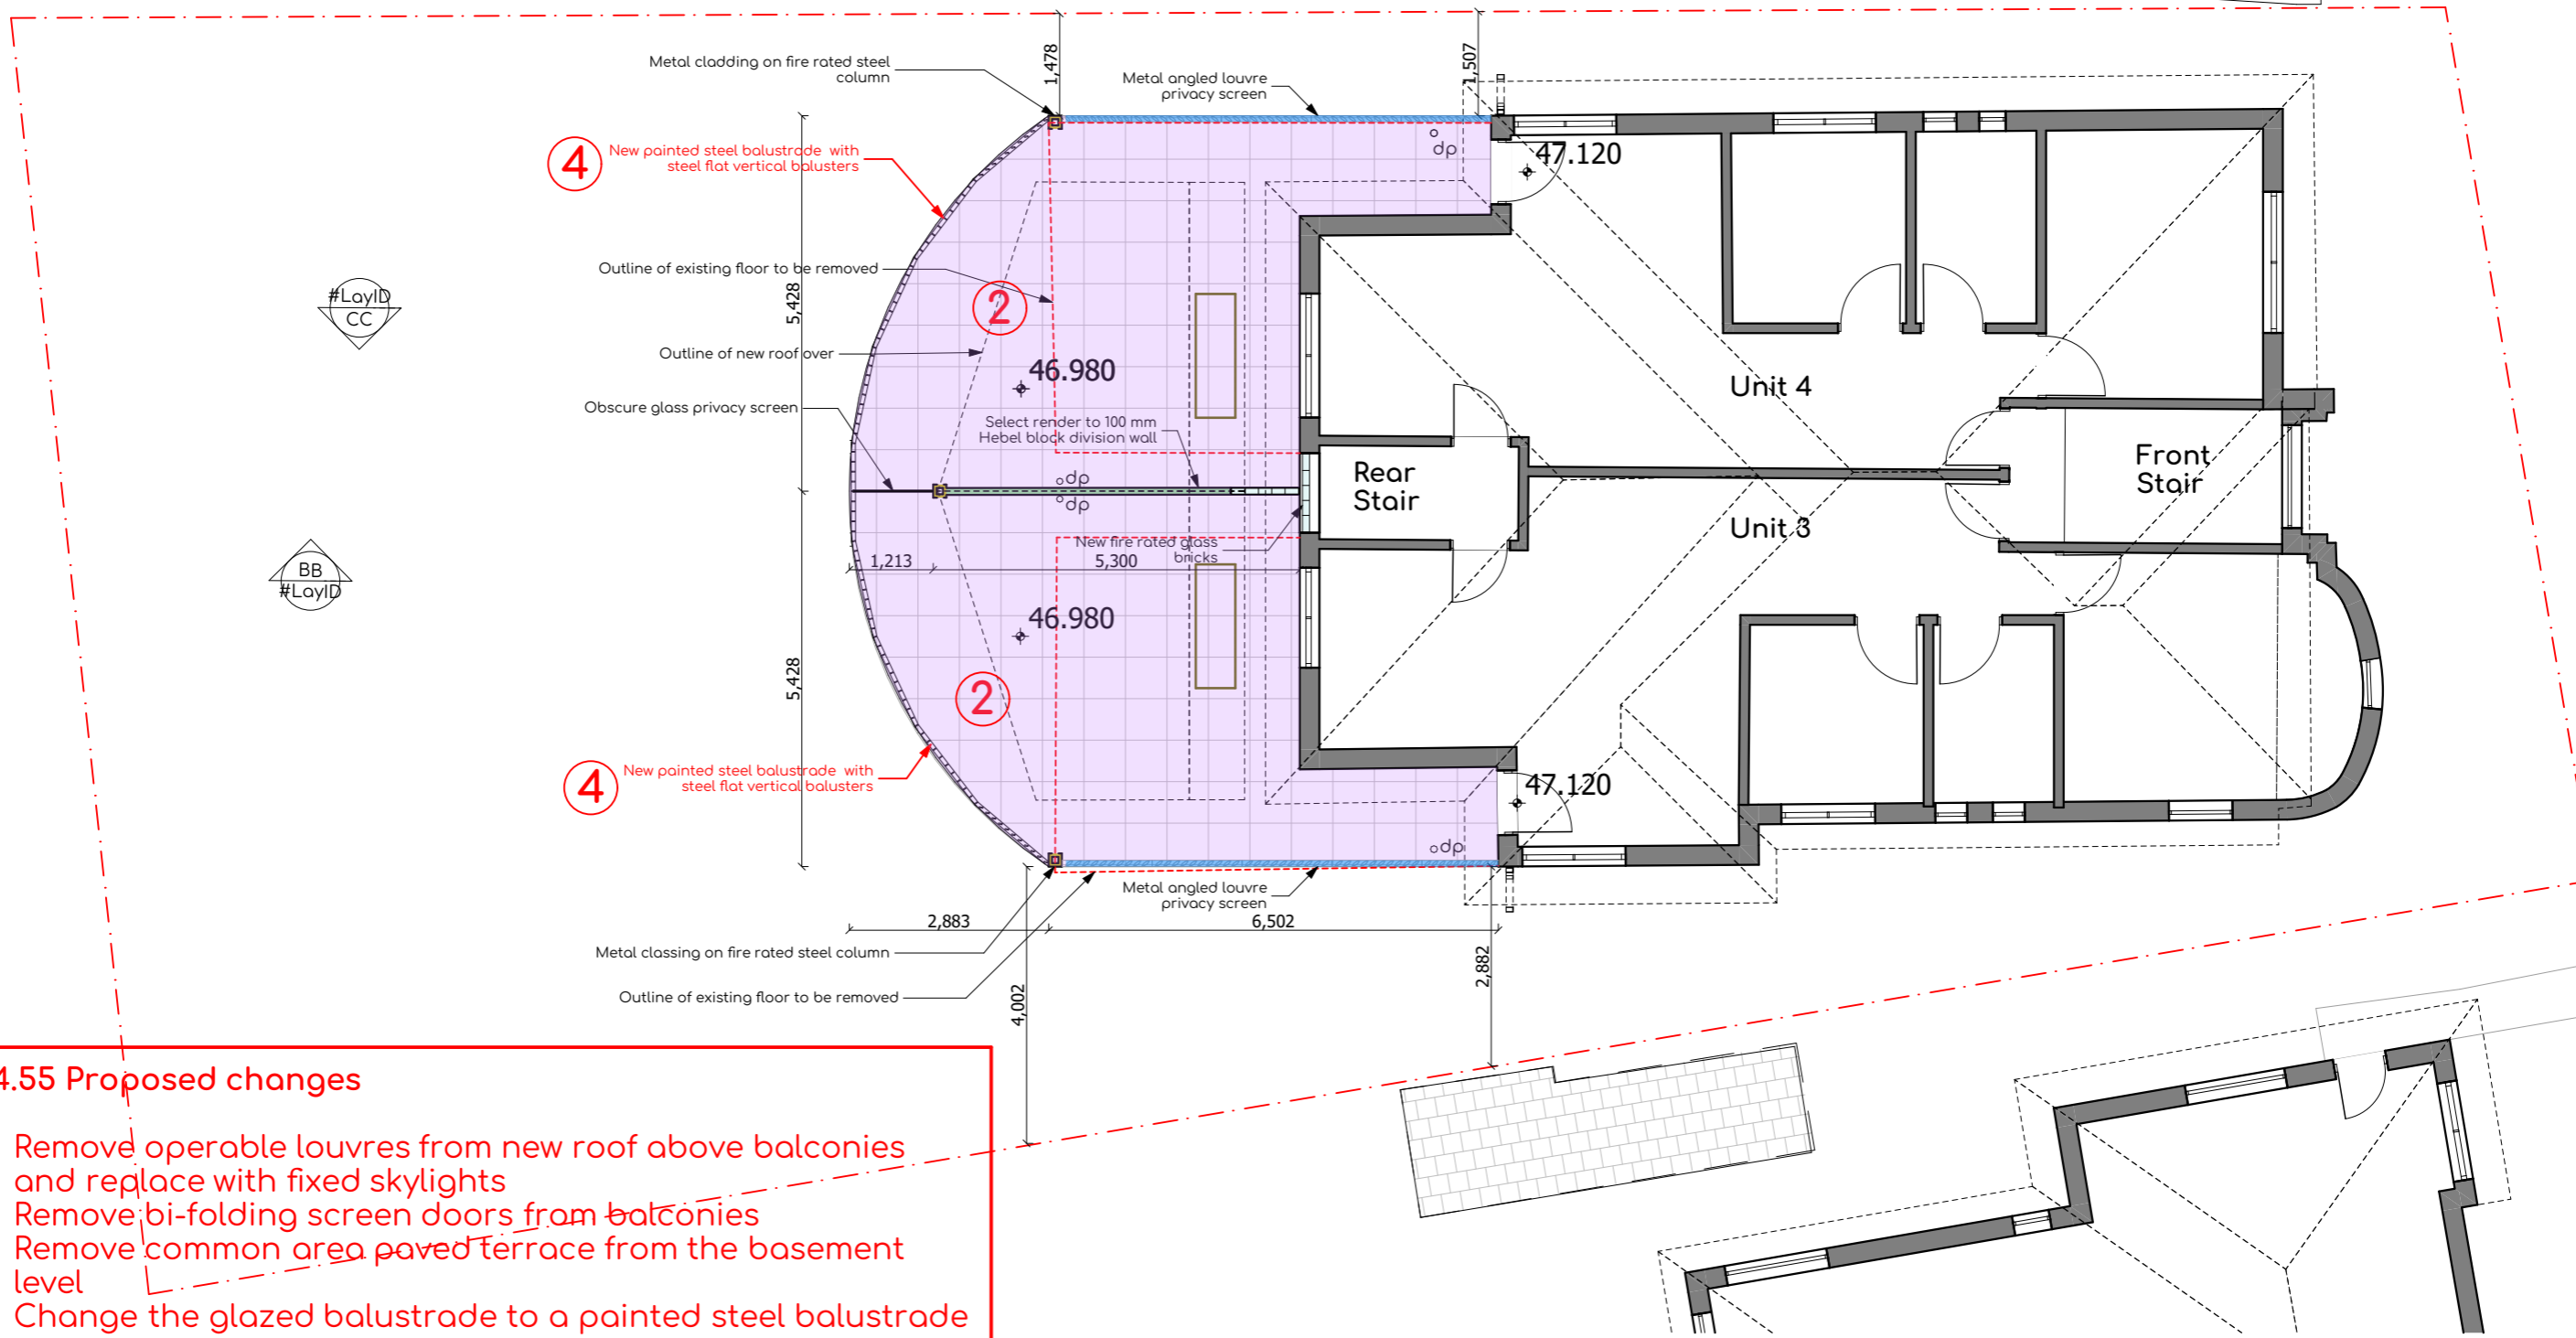 1,478
1,507
Metal cladding on fire rated steel
column
Metal angled louvre
privacy screen
4
New painted steel balustrade with
steel flat vertical balusters
dp
47.120
Outline of existing floor to be removed
#LayID
CC
5,428
2
Outline of new roof over
46.980
Unit 4
Obscure glass privacy screen
Select render to 100 mm
Hebel block division wall
Rear
Stair
Front
Stair
dp
dp
Unit 3
New fire rated glass
bricks
1,213
5,300
BB
#LayID
46.980
5,428
2
4
New painted steel balustrade with
steel flat vertical balusters
47.120
dp
Metal angled louvre
privacy screen
2,883
6,502
Metal classing on fire rated steel column
2,882
Outline of existing floor to be removed
4,002
4.55 Proposed changes
Remove operable louvres from new roof above balconies
and replace with fixed skylights
Remove bi-folding screen doors from balconies
Remove common area paved terrace from the basement
level
Change the glazed balustrade to a painted steel balustrade